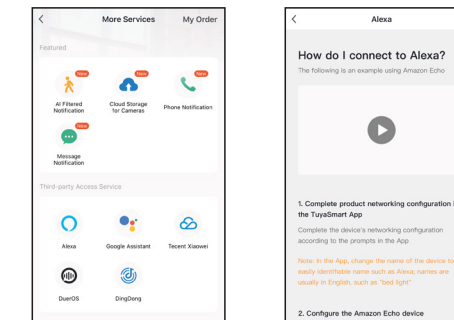 More Services
My Order
Featured
New
New
New
AI Filtered
Notification
Cloud Storage
for Cameras
Phone Notification
New
Message
Notification
Third-party Access Service
Alexa
Google Assistant
Tecent Xiaowei
DuerOS
DingDong
Alexa
How do I connect to Alexa?
The following is an example using Amazon Echo
1. Complete product networking configuration
the TuyaSmart App
Complete the device's networking configuration
according to the prompts in the App
Note: In the App, change the name of the device to
easily identifiable name such as Alexa; names are
usually in English, such as "bed light"
2. Configure the Amazon Echo device